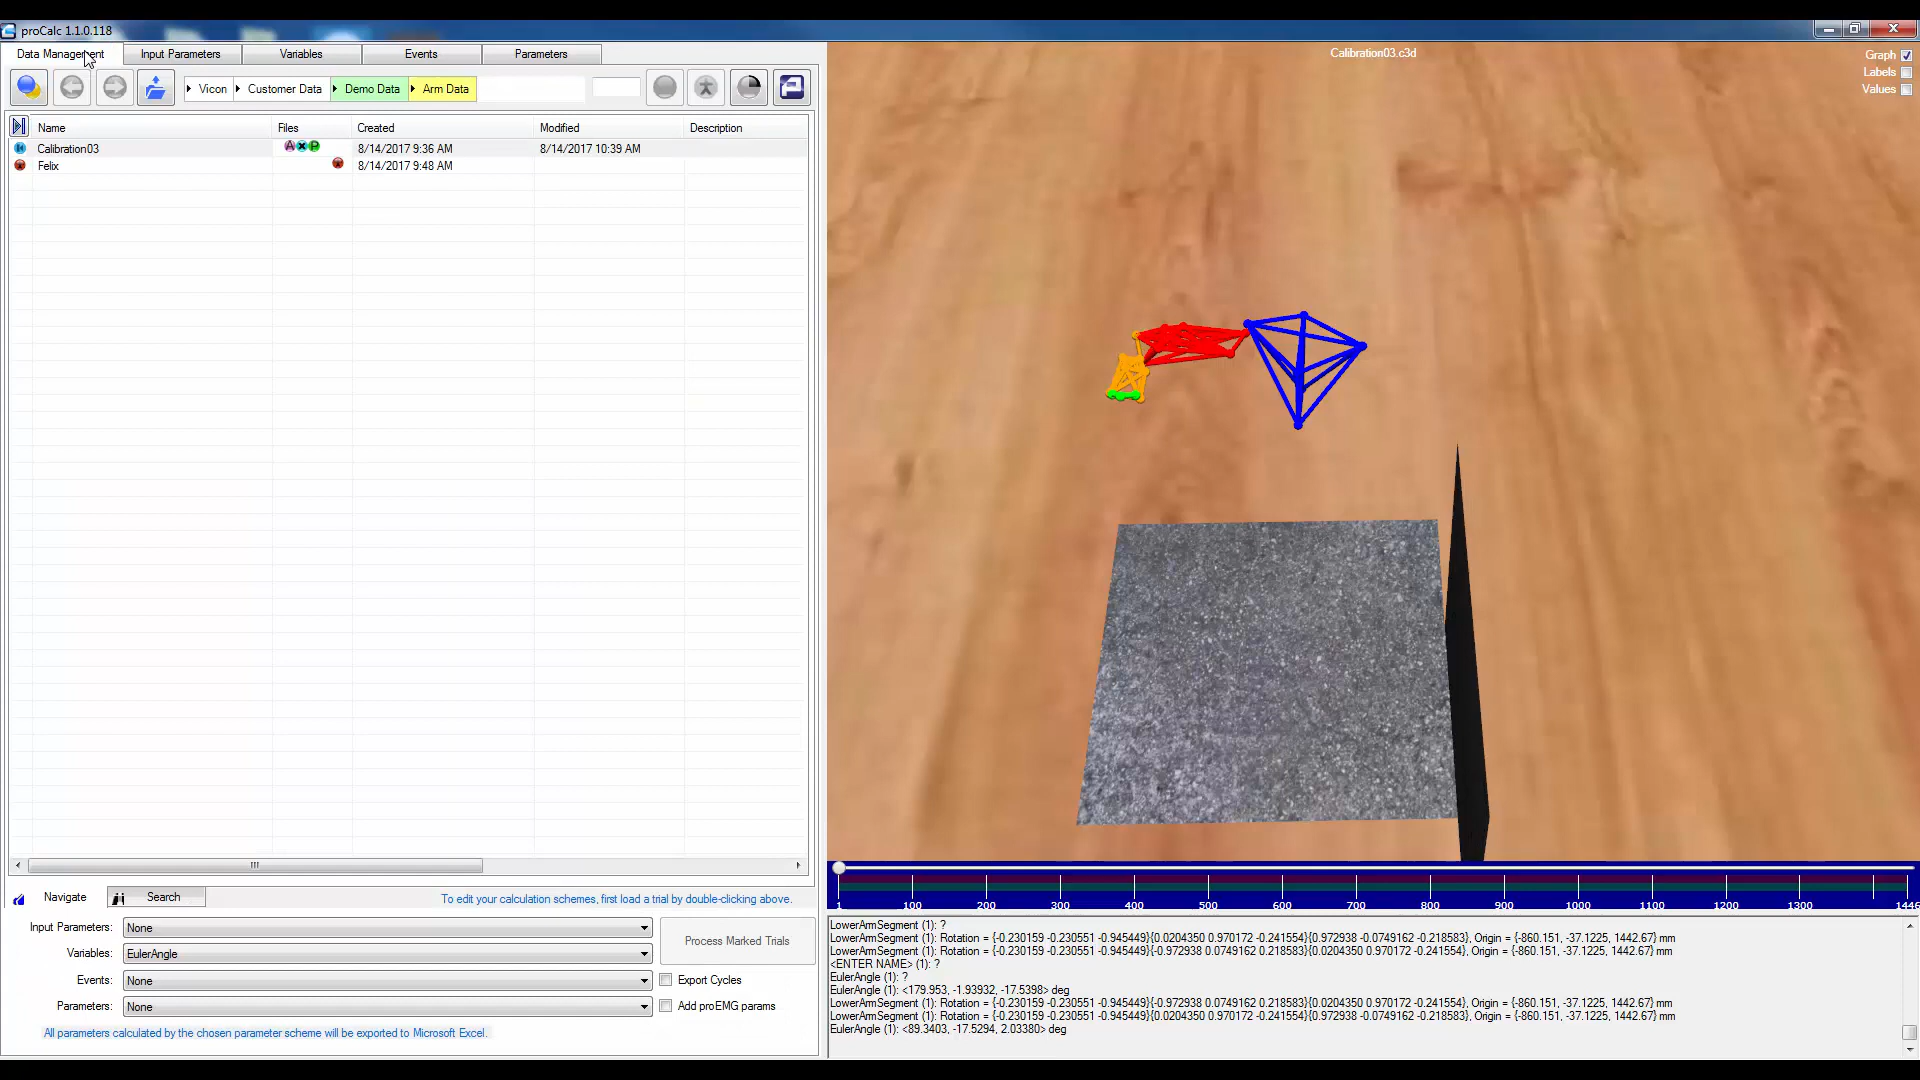 proCalc 1.1.0.118
Data Management Input Parameters Variables Events Parameters
Vicon Customer Data Demo Data Arm Data
Name Files Created Modified Description
Calibration03 A X P 8/14/2017 9:36 AM 8/14/2017 10:39 AM
Felix 8/14/2017 9:48 AM
Navigate Search To edit your calculation schemes, first load a trial by double-clicking above.
Input Parameters: None Process Marked Trials
Variables: EulerAngle
Events: None Export Cycles
Parameters: None Add proEMG params
All parameters calculated by the chosen parameter scheme will be exported to Microsoft Excel.
Calibration03.c3d
Graph
Labels
Values
1 100 200 300 400 500 600 700 800 900 1000 1100 1200 1300 1446
LowerArmSegment (1): ?
LowerArmSegment (1): Rotation = {-0.230159 -0.230551 -0.945449}{0.0204350 0.970172 -0.241554}{0.972938 -0.0749162 -0.218583}, Origin = {-860.151, -37.1225, 1442.67} mm
LowerArmSegment (1): Rotation = {-0.230159 -0.230551 -0.945449}{-0.972938 0.0749162 0.218583}{0.0204350 0.970172 -0.241554}, Origin = {-860.151, -37.1225, 1442.67} mm
<ENTER NAME> (1): ?
EulerAngle (1): ?
EulerAngle (1): <179.953, -1.93932, -17.5398> deg
LowerArmSegment (1): Rotation = {-0.230159 -0.230551 -0.945449}{-0.972938 0.0749162 0.218583}{0.0204350 0.970172 -0.241554}, Origin = {-860.151, -37.1225, 1442.67} mm
LowerArmSegment (1): Rotation = {-0.230159 -0.230551 -0.945449}{0.0204350 0.970172 -0.241554}{0.972938 -0.0749162 -0.218583}, Origin = {-860.151, -37.1225, 1442.67} mm
EulerAngle (1): <89.3403, -17.5294, 2.03380> deg